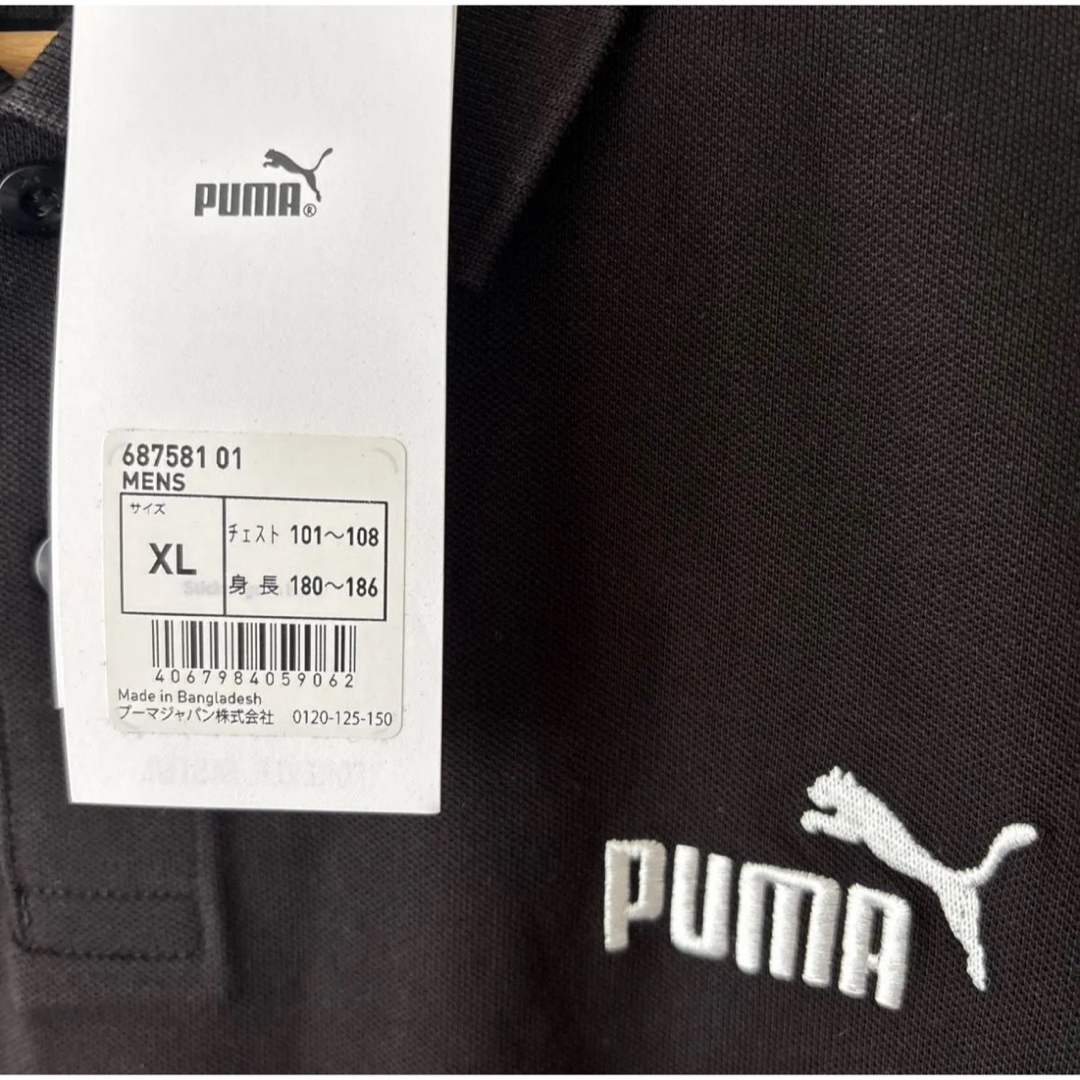 PUMA®
687581 01
MENS
サイズ
XL
チェスト 101〜108
身長 180〜186
4067984059062
Made in Bangladesh
プーマジャパン株式会社 0120-125-150
PUMA